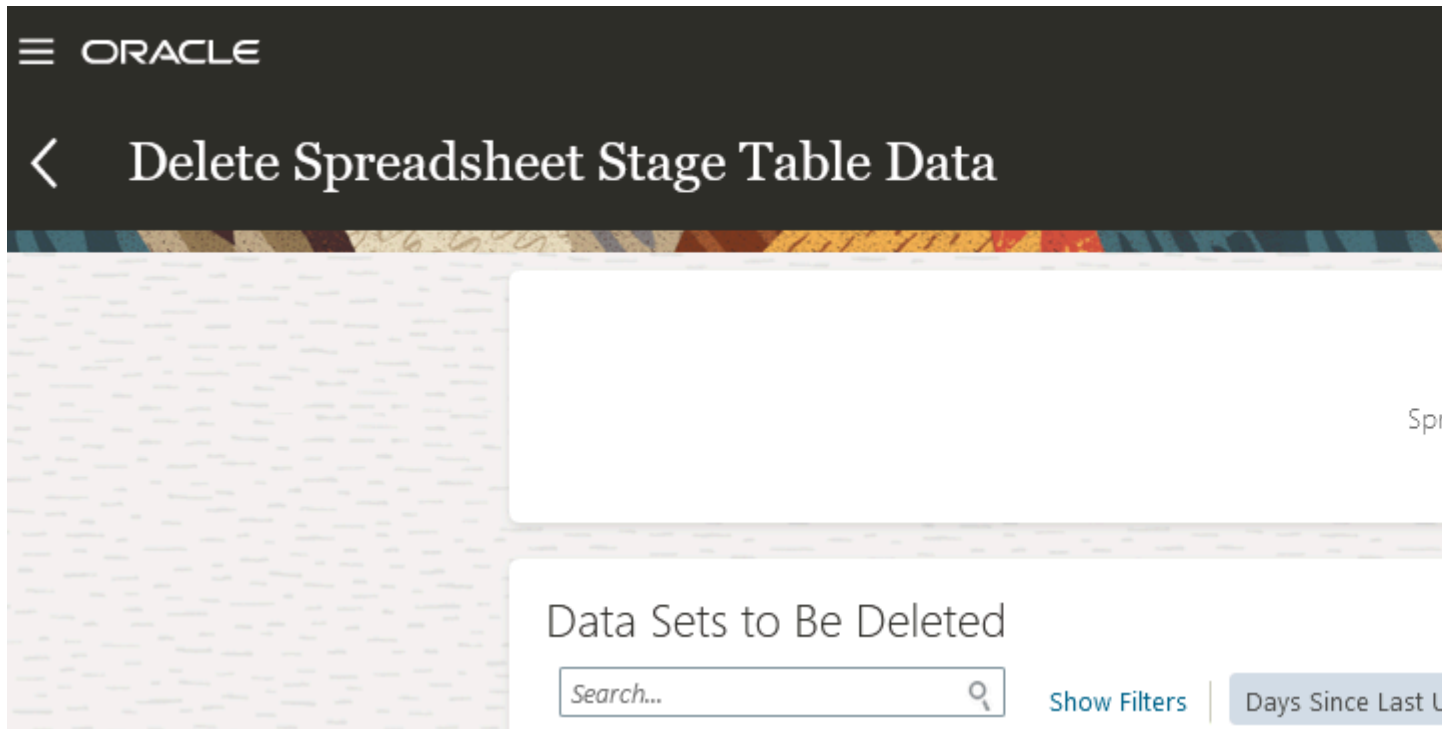 ORACLE
Delete Spreadsheet Stage Table Data
Data Sets to Be Deleted
Search...
Show Filters
Days Since Last